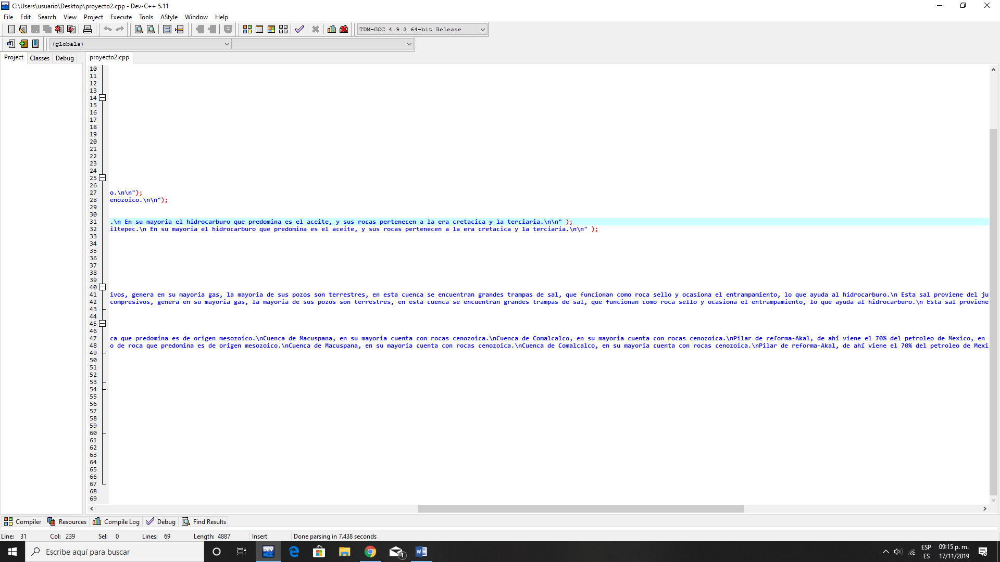 C:\Users\usuario\Desktop\proyecto2.cpp - Dev-C++ 5.11
File Edit Search View Project Execute Tools AStyle Window Help
TDM-GCC 4.9.2 64-bit Release
(globals)
Project Classes Debug proyecto2.cpp
10
11
12
13
14
15
16
17
18
19
20
21
22
23
24
25
26
27 o.\n\n");
28 enozoico.\n\n");
29
30
31 .\n En su mayoria el hidrocarburo que predomina es el aceite, y sus rocas pertenecen a la era cretacica y la terciaria.\n\n" );
32 iltepec.\n En su mayoria el hidrocarburo que predomina es el aceite, y sus rocas pertenecen a la era cretacica y la terciaria.\n\n" );
33
34
35
36
37
38
39
40
41 ivos, genera en su mayoria gas, la mayoria de sus pozos son terrestres, en esta cuenca se encuentran grandes trampas de sal, que funcionan como roca sello y ocasiona el entrampamiento, lo que ayuda al hidrocarburo.\n Esta sal proviene del ju
42 compresivos, genera en su mayoria gas, la mayoria de sus pozos son terrestres, en esta cuenca se encuentran grandes trampas de sal, que funcionan como roca sello y ocasiona el entrampamiento, lo que ayuda al hidrocarburo.\n Esta sal proviene
43
44
45
46
47 ca que predomina es de origen mesozoico.\nCuenca de Macuspana, en su mayoria cuenta con rocas cenozoica.\nCuenca de Comalcalco, en su mayoria cuenta con rocas cenozoica.\nPilar de reforma-Akal, de ahí viene el 70% del petroleo de Mexico, en
48 o de roca que predomina es de origen mesozoico.\nCuenca de Macuspana, en su mayoria cuenta con rocas cenozoica.\nCuenca de Comalcalco, en su mayoria cuenta con rocas cenozoica.\nPilar de reforma-Akal, de ahí viene el 70% del petroleo de Mexi
49
50
51
52
53
54
55
56
57
58
59
60
61
62
63
64
65
66
67
68
69
Compiler Resources Compile Log Debug Find Results
Line: 31 Col: 239 Sel: 0 Lines: 69 Length: 4887 Insert Done parsing in 7.438 seconds
DEV C++ W 1
Escribe aquí para buscar
ESP 09:15 p. m.
ES 17/11/2019